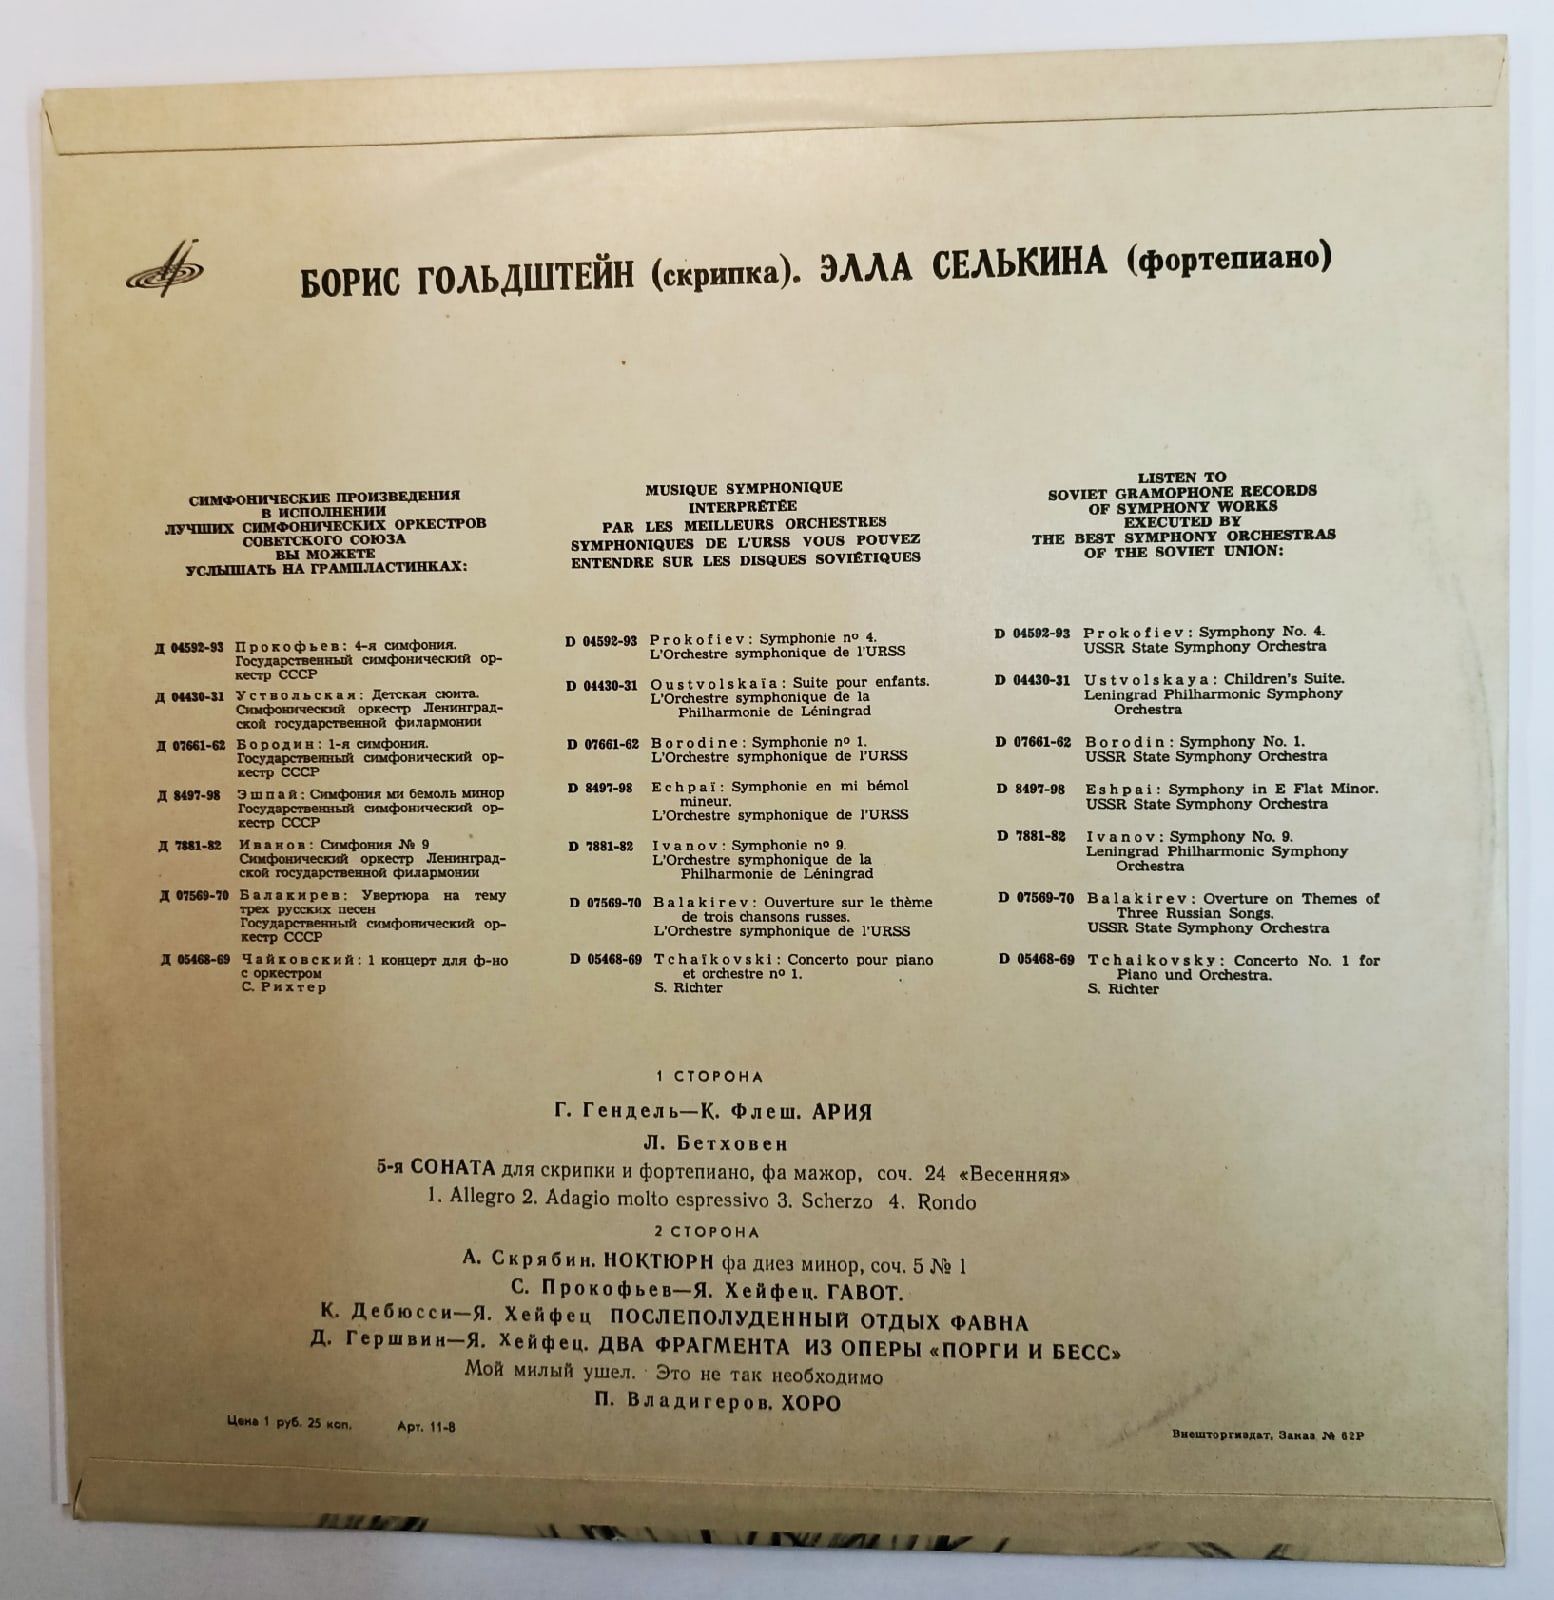 БОРИС ГОЛЬДШТЕЙН (скрипка). ЭЛЛА СЕЛЬКИНА (фортепиано)
СИМФОНИЧЕСКИЕ ПРОИЗВЕДЕНИЯ
В ИСПОЛНЕНИИ
ЛУЧШИХ СИМФОНИЧЕСКИХ ОРКЕСТРОВ
СОВЕТСКОГО СОЮЗА
ВЫ МОЖЕТЕ
УСЛЫШАТЬ НА ГРАМПЛАСТИНКАХ:
Д 04592-93 Прокофьев: 4-я симфония.
Государственный симфонический ор-
кестр СССР
Д 04430-31 Уствольская: Детская сюита.
Симфонический оркестр Ленинград-
ской государственной филармонии
Д 07661-62 Бородин: 1-я симфония.
Государственный симфонический ор-
кестр СССР
Д 8497-98 Эшпай: Симфония ми бемоль минор
Государственный симфонический ор-
кестр СССР
Д 7881-82 Иванов: Симфония № 9
Симфонический оркестр Ленинград-
ской государственной филармонии
Д 07569-70 Балакирев: Увертюра на тему
трех русских песен
Государственный симфонический ор-
кестр СССР
Д 05468-69 Чайковский: 1 концерт для ф-но
с оркестром
С. Рихтер
MUSIQUE SYMPHONIQUE
INTERPRÉTÉE
PAR LES MEILLEURS ORCHESTRES
SYMPHONIQUES DE L'URSS VOUS POUVEZ
ENTENDRE SUR LES DISQUES SOVIÉTIQUES
D 04592-93 Prokofiev: Symphonie nº 4.
L'Orchestre symphonique de l'URSS
D 04430-31 Oustvolskaïa: Suite pour enfants.
L'Orchestre symphonique de la
Philharmonie de Léningrad
D 07661-62 Borodine: Symphonie nº 1.
L'Orchestre symphonique de l'URSS
D 8497-98 Echpaï: Symphonie en mi bémol
mineur.
L'Orchestre symphonique de l'URSS
D 7881-82 Ivanov: Symphonie nº 9.
L'Orchestre symphonique de la
Philharmonie de Léningrad
D 07569-70 Balakirev: Ouverture sur le thème
de trois chansons russes.
L'Orchestre symphonique de l'URSS
D 05468-69 Tchaïkovski: Concerto pour piano
et orchestre nº 1.
S. Richter
LISTEN TO
SOVIET GRAMOPHONE RECORDS
OF SYMPHONY WORKS
EXECUTED BY
THE BEST SYMPHONY ORCHESTRAS
OF THE SOVIET UNION:
D 04592-93 Prokofiev: Symphony No. 4.
USSR State Symphony Orchestra
D 04430-31 Ustvolskaya: Children's Suite.
Leningrad Philharmonic Symphony
Orchestra
D 07661-62 Borodin: Symphony No. 1.
USSR State Symphony Orchestra
D 8497-98 Eshpai: Symphony in E Flat Minor.
USSR State Symphony Orchestra
D 7881-82 Ivanov: Symphony No. 9.
Leningrad Philharmonic Symphony
Orchestra
D 07569-70 Balakirev: Overture on Themes of
Three Russian Songs.
USSR State Symphony Orchestra
D 05468-69 Tchaikovsky: Concerto No. 1 for
Piano und Orchestra.
S. Richter
1 СТОРОНА
Г. Гендель—К. Флеш. АРИЯ
Л. Бетховен
5-я СОНАТА для скрипки и фортепиано, фа мажор, соч. 24 «Весенняя»
1. Allegro 2. Adagio molto espressivo 3. Scherzo 4. Rondo
2 СТОРОНА
А. Скрябин. НОКТЮРН фа диез минор, соч. 5 № 1
С. Прокофьев—Я. Хейфец. ГАВОТ.
К. Дебюсси—Я. Хейфец ПОСЛЕПОЛУДЕННЫЙ ОТДЫХ ФАВНА
Д. Гершвин—Я. Хейфец. ДВА ФРАГМЕНТА ИЗ ОПЕРЫ «ПОРГИ И БЕСС»
Мой милый ушел. Это не так необходимо
П. Владигеров. ХОРО
Цена 1 руб. 25 коп. Арт. 11-8
Внешторгиздат, Заказ № 62Р